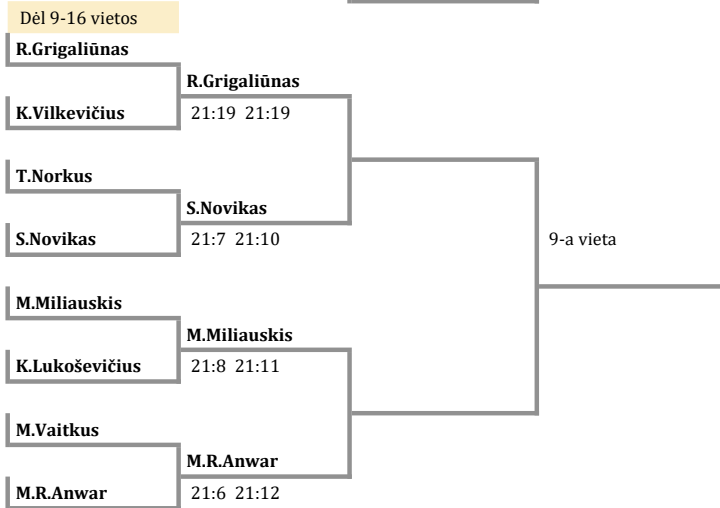 Dėl 9-16 vietos
R.Grigaliūnas
R.Grigaliūnas
K.Vilkevičius
21:19 21:19
T.Norkus
S.Novikas
S.Novikas
21:7 21:10
9-a vieta
M.Miliauskis
M.Miliauskis
K.Lukoševičius
21:8 21:11
M.Vaitkus
M.R.Anwar
M.R.Anwar
21:6 21:12